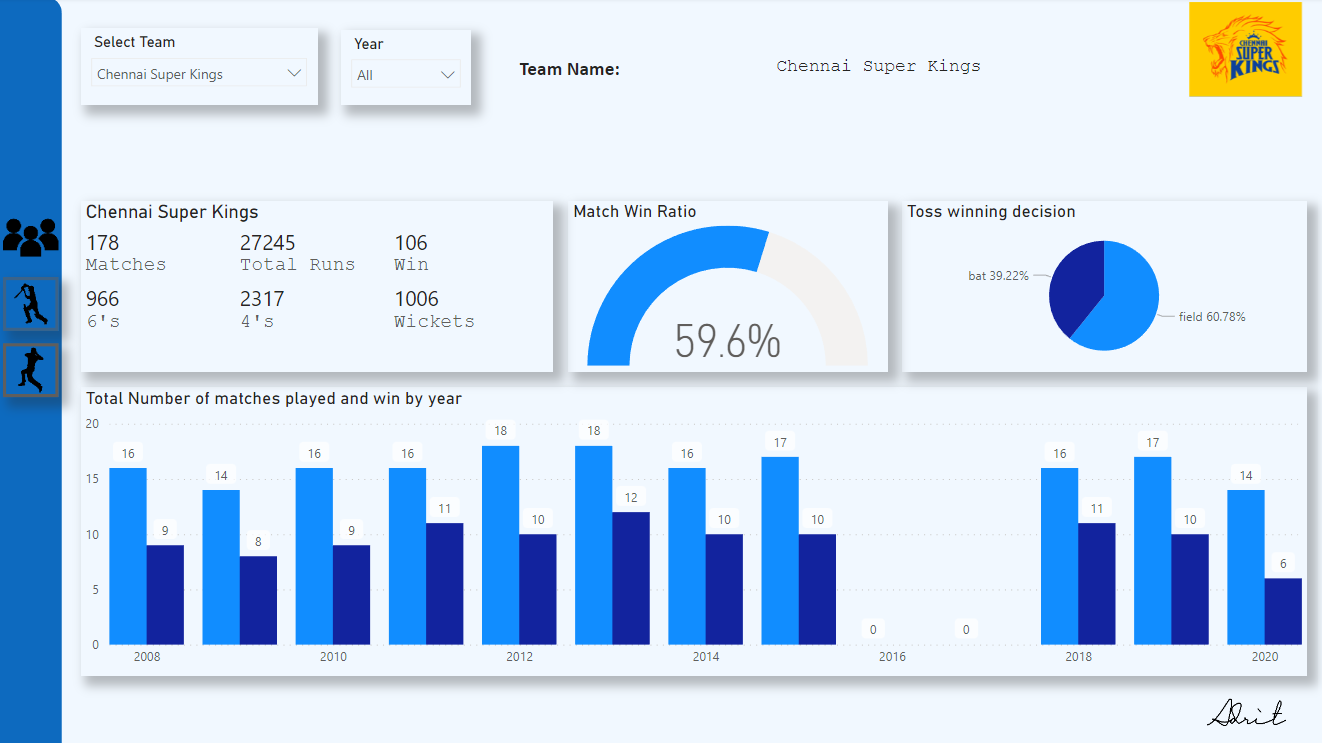 Select Team
Chennai Super Kings
Year
All
Team Name:
Chennai Super Kings
CHENNAI
SUPER
KINGS
Chennai Super Kings
178
Matches
27245
Total Runs
106
Win
966
6's
2317
4's
1006
Wickets
Match Win Ratio
59.6%
Toss winning decision
bat 39.22%
field 60.78%
Total Number of matches played and win by year
20
15
10
5
0
16 9 14 8 16 9 16 11 18 10 18 12 16 10 17 10 0 0 16 11 17 10 14 6
2008 2010 2012 2014 2016 2018 2020
Adrit